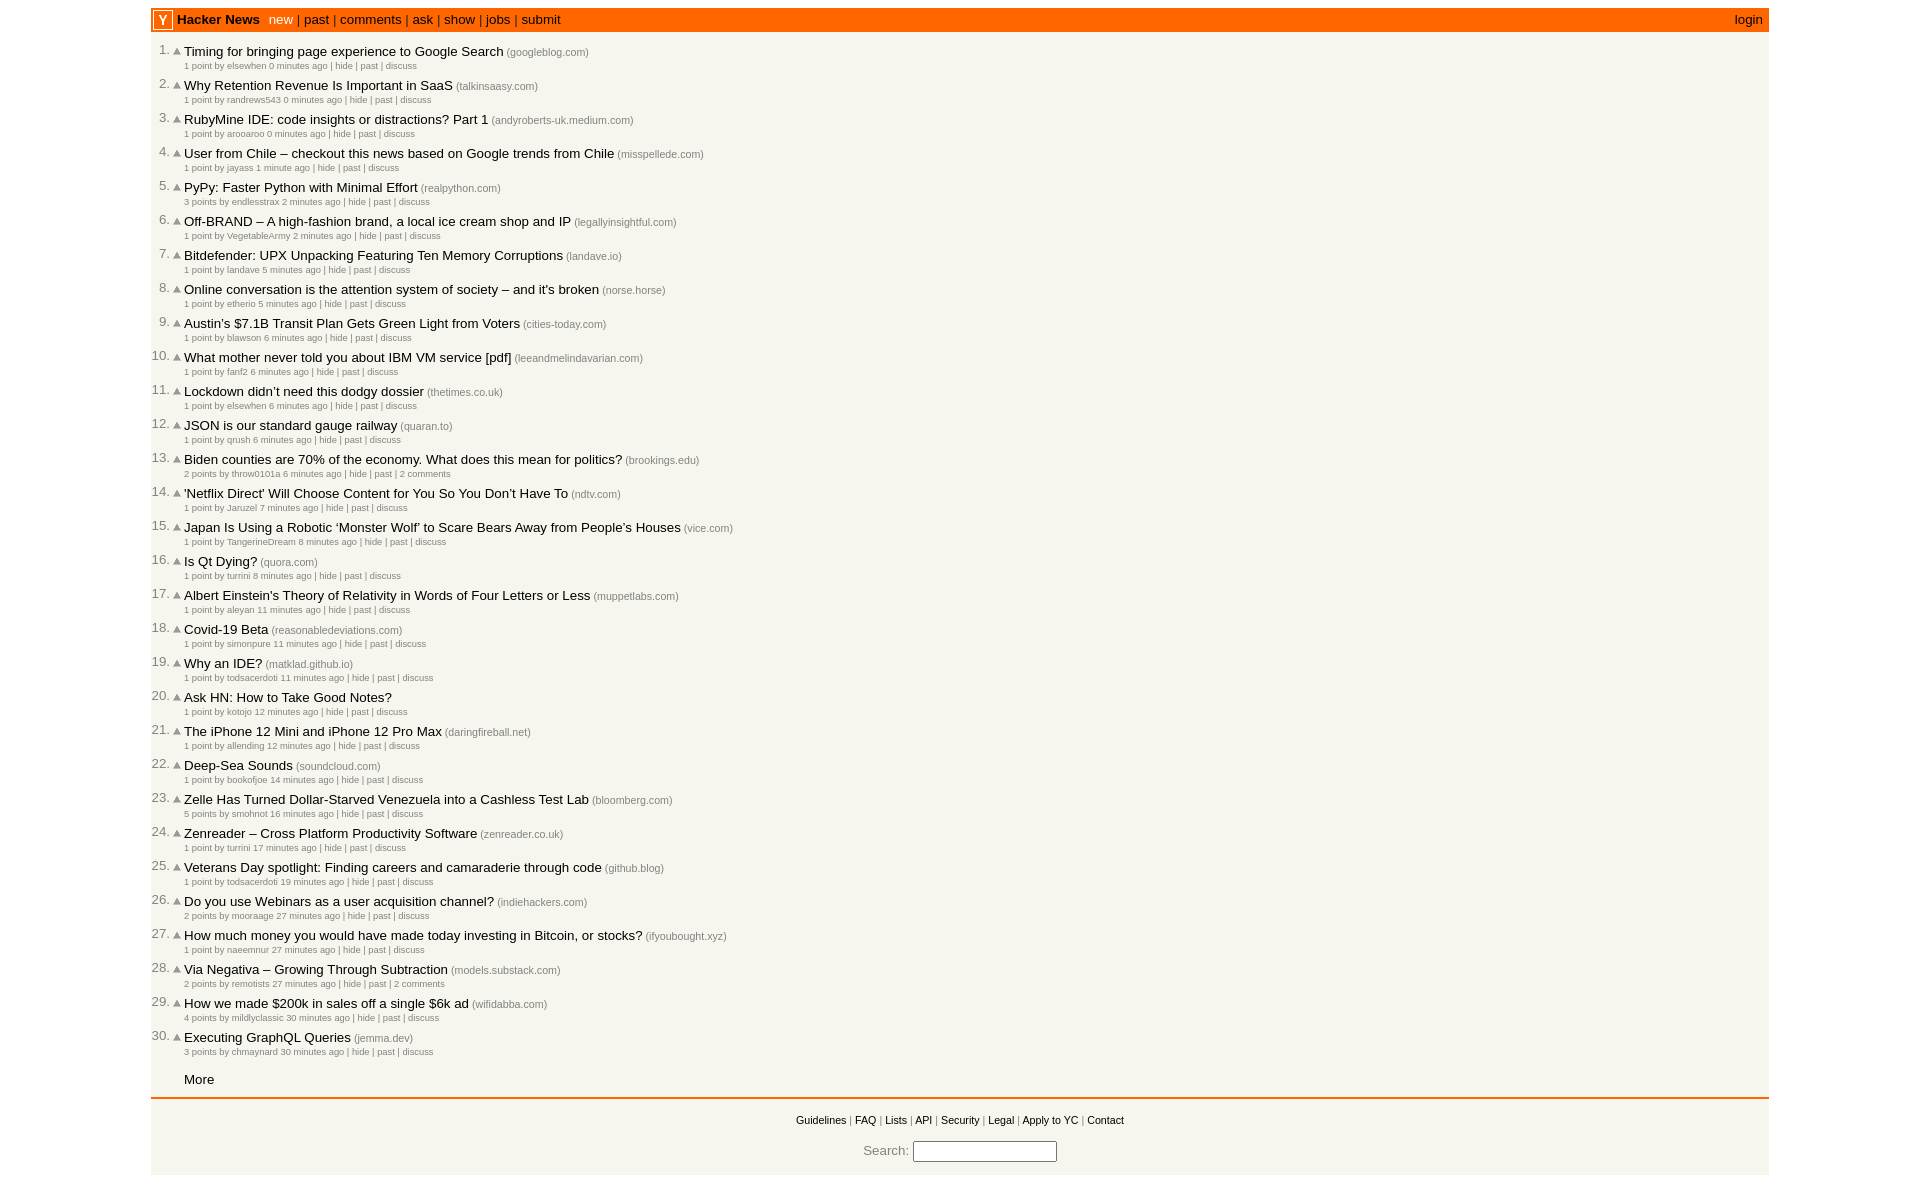 Y Hacker News new | past | comments | ask | show | jobs | submit login
1. Timing for bringing page experience to Google Search (googleblog.com)
1 point by elsewhen 0 minutes ago | hide | past | discuss
2. Why Retention Revenue Is Important in SaaS (talkinsaasy.com)
1 point by randrews543 0 minutes ago | hide | past | discuss
3. RubyMine IDE: code insights or distractions? Part 1 (andyroberts-uk.medium.com)
1 point by arooaroo 0 minutes ago | hide | past | discuss
4. User from Chile – checkout this news based on Google trends from Chile (misspellede.com)
1 point by jayass 1 minute ago | hide | past | discuss
5. PyPy: Faster Python with Minimal Effort (realpython.com)
3 points by endlesstrax 2 minutes ago | hide | past | discuss
6. Off-BRAND – A high-fashion brand, a local ice cream shop and IP (legallyinsightful.com)
1 point by VegetableArmy 2 minutes ago | hide | past | discuss
7. Bitdefender: UPX Unpacking Featuring Ten Memory Corruptions (landave.io)
1 point by landave 5 minutes ago | hide | past | discuss
8. Online conversation is the attention system of society – and it's broken (norse.horse)
1 point by etherio 5 minutes ago | hide | past | discuss
9. Austin’s $7.1B Transit Plan Gets Green Light from Voters (cities-today.com)
1 point by blawson 6 minutes ago | hide | past | discuss
10. What mother never told you about IBM VM service [pdf] (leeandmelindavarian.com)
1 point by fanf2 6 minutes ago | hide | past | discuss
11. Lockdown didn’t need this dodgy dossier (thetimes.co.uk)
1 point by elsewhen 6 minutes ago | hide | past | discuss
12. JSON is our standard gauge railway (quaran.to)
1 point by qrush 6 minutes ago | hide | past | discuss
13. Biden counties are 70% of the economy. What does this mean for politics? (brookings.edu)
2 points by throw0101a 6 minutes ago | hide | past | 2 comments
14. 'Netflix Direct' Will Choose Content for You So You Don’t Have To (ndtv.com)
1 point by Jaruzel 7 minutes ago | hide | past | discuss
15. Japan Is Using a Robotic ‘Monster Wolf’ to Scare Bears Away from People’s Houses (vice.com)
1 point by TangerineDream 8 minutes ago | hide | past | discuss
16. Is Qt Dying? (quora.com)
1 point by turrini 8 minutes ago | hide | past | discuss
17. Albert Einstein's Theory of Relativity in Words of Four Letters or Less (muppetlabs.com)
1 point by aleyan 11 minutes ago | hide | past | discuss
18. Covid-19 Beta (reasonabledeviations.com)
1 point by simonpure 11 minutes ago | hide | past | discuss
19. Why an IDE? (matklad.github.io)
1 point by todsacerdoti 11 minutes ago | hide | past | discuss
20. Ask HN: How to Take Good Notes?
1 point by kotojo 12 minutes ago | hide | past | discuss
21. The iPhone 12 Mini and iPhone 12 Pro Max (daringfireball.net)
1 point by allending 12 minutes ago | hide | past | discuss
22. Deep-Sea Sounds (soundcloud.com)
1 point by bookofjoe 14 minutes ago | hide | past | discuss
23. Zelle Has Turned Dollar-Starved Venezuela into a Cashless Test Lab (bloomberg.com)
5 points by smohnot 16 minutes ago | hide | past | discuss
24. Zenreader – Cross Platform Productivity Software (zenreader.co.uk)
1 point by turrini 17 minutes ago | hide | past | discuss
25. Veterans Day spotlight: Finding careers and camaraderie through code (github.blog)
1 point by todsacerdoti 19 minutes ago | hide | past | discuss
26. Do you use Webinars as a user acquisition channel? (indiehackers.com)
2 points by mooraage 27 minutes ago | hide | past | discuss
27. How much money you would have made today investing in Bitcoin, or stocks? (ifyoubought.xyz)
1 point by naeemnur 27 minutes ago | hide | past | discuss
28. Via Negativa – Growing Through Subtraction (models.substack.com)
2 points by remotists 27 minutes ago | hide | past | 2 comments
29. How we made $200k in sales off a single $6k ad (wifidabba.com)
4 points by mildlyclassic 30 minutes ago | hide | past | discuss
30. Executing GraphQL Queries (jemma.dev)
3 points by chmaynard 30 minutes ago | hide | past | discuss
More
Guidelines | FAQ | Lists | API | Security | Legal | Apply to YC | Contact
Search: